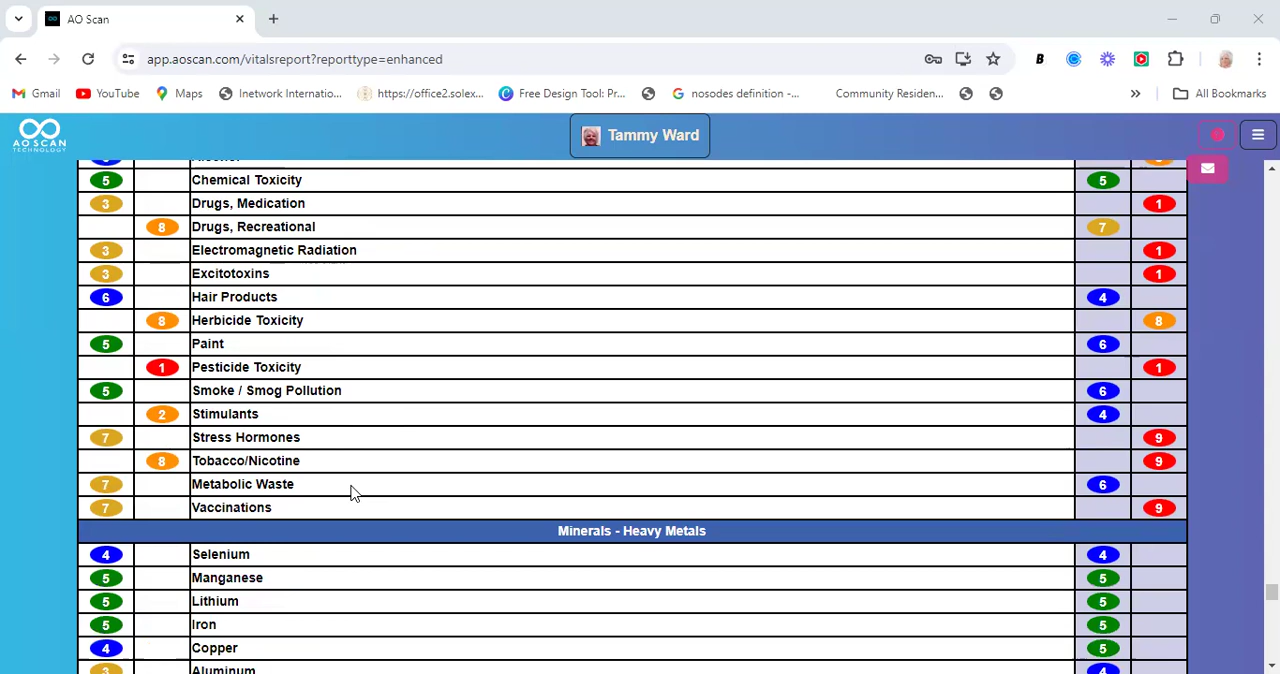 AO Scan
app.aoscan.com/vitalsreport?reporttype=enhanced
B
Gmail YouTube Maps Inetwork Internatio... https://office2.solex... Free Design Tool: Pr... nosodes definition -... Community Residen... » All Bookmarks
AO SCAN
TECHNOLOGY
Tammy Ward
5 Chemical Toxicity 5
3 Drugs, Medication 1
8 Drugs, Recreational 7
3 Electromagnetic Radiation 1
3 Excitotoxins 1
6 Hair Products 4
8 Herbicide Toxicity 8
5 Paint 6
1 Pesticide Toxicity 1
5 Smoke / Smog Pollution 6
2 Stimulants 4
7 Stress Hormones 9
8 Tobacco/Nicotine 9
7 Metabolic Waste 6
7 Vaccinations 9
Minerals - Heavy Metals
4 Selenium 4
5 Manganese 5
5 Lithium 5
5 Iron 5
4 Copper 5
3 Aluminum 4